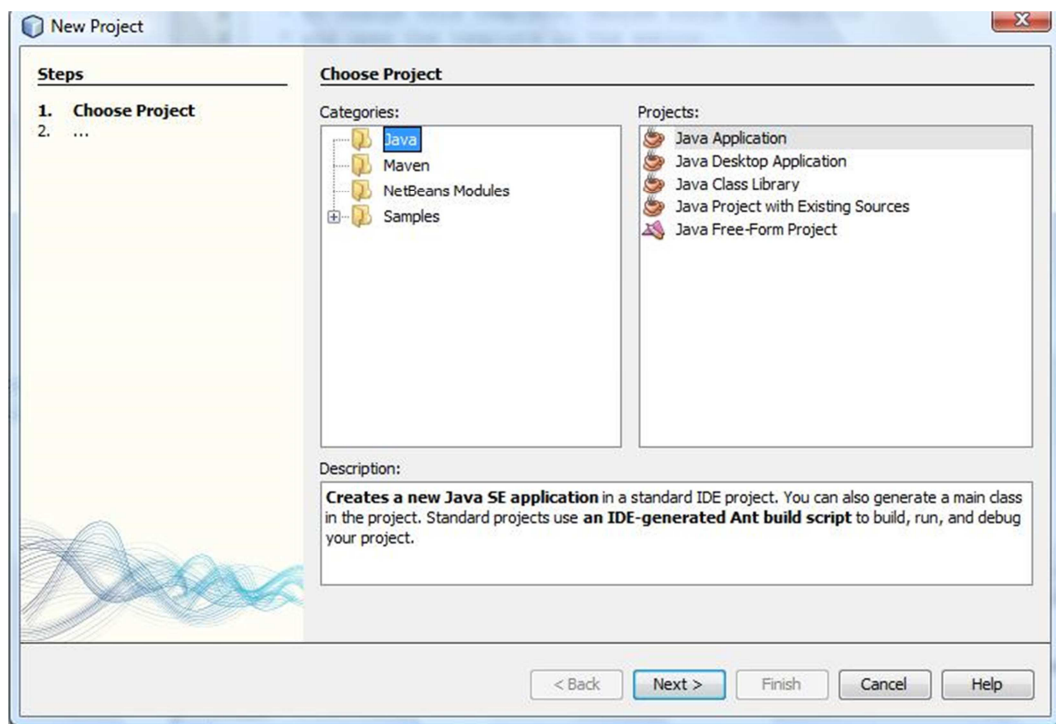 New Project
Steps
1. Choose Project
2. ...
Choose Project
Categories:
Java
Maven
NetBeans Modules
Samples
Projects:
Java Application
Java Desktop Application
Java Class Library
Java Project with Existing Sources
Java Free-Form Project
Description:
Creates a new Java SE application in a standard IDE project. You can also generate a main class
in the project. Standard projects use an IDE-generated Ant build script to build, run, and debug
your project.
< Back
Next >
Finish
Cancel
Help